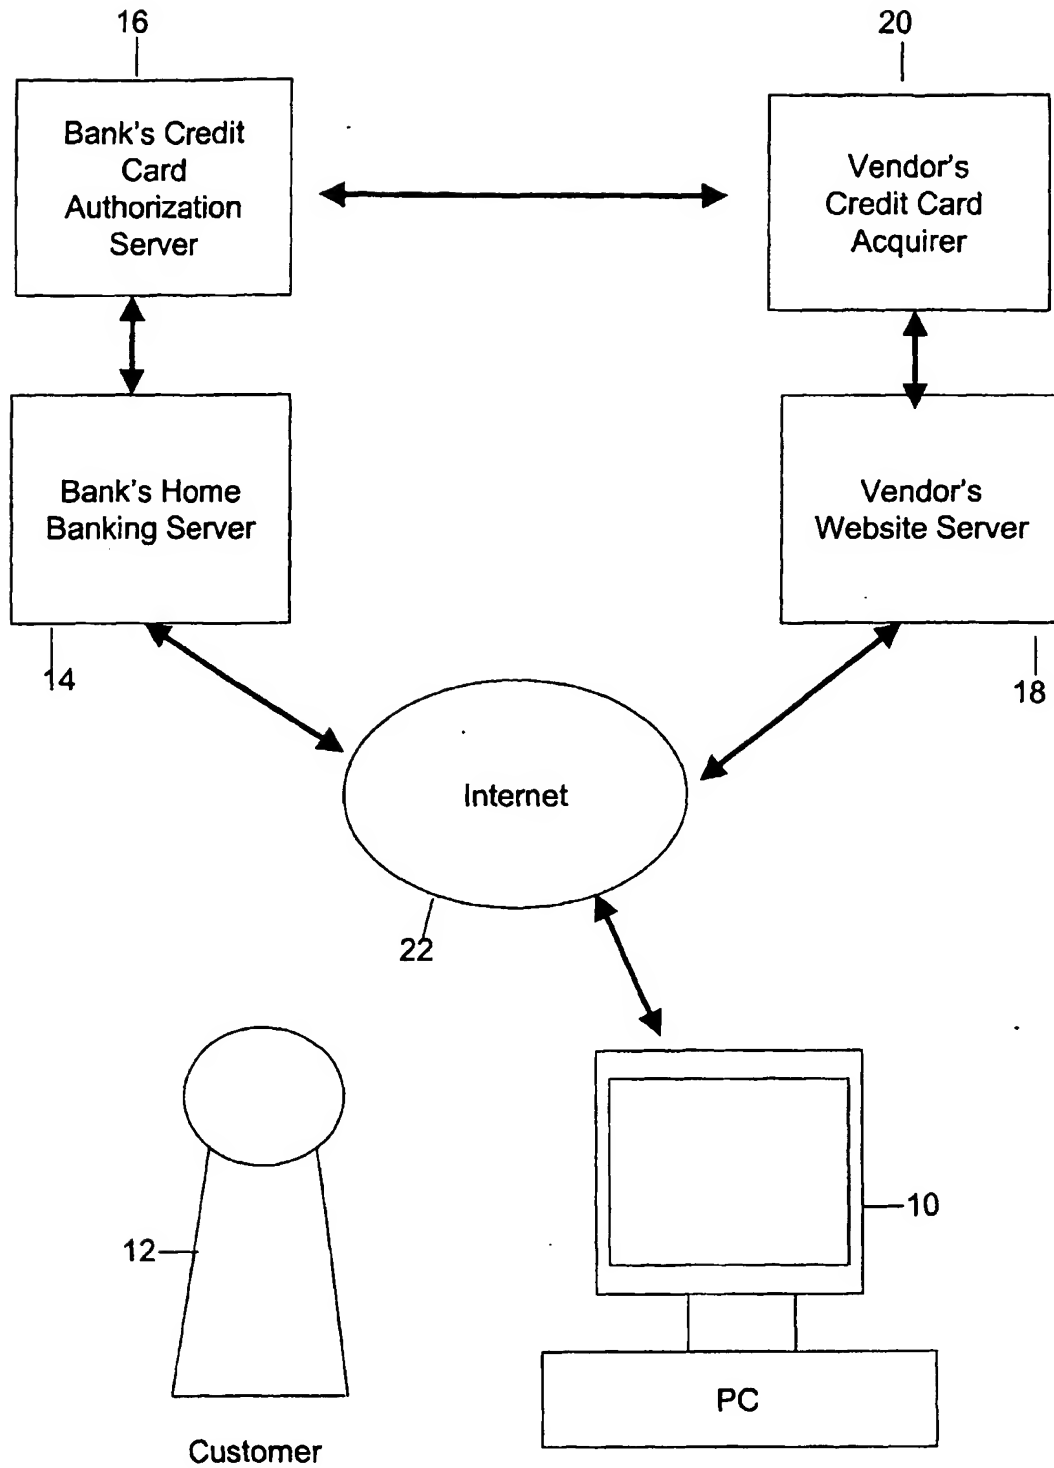 16
20
Bank's Credit
Card
Authorization
Server
Vendor's
Credit Card
Acquirer
Bank's Home
Banking Server
Vendor's
Website Server
14
18
Internet
22
12
10
PC
Customer